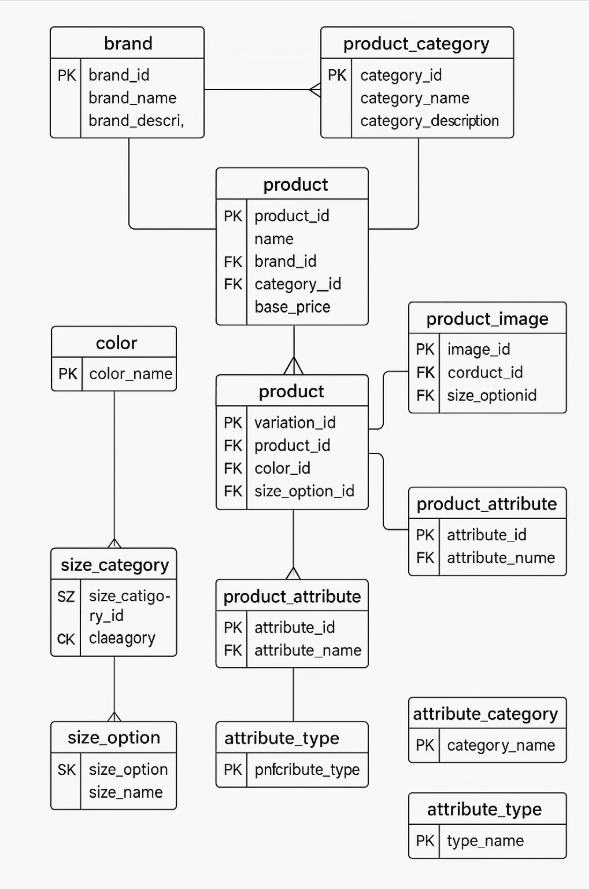 brand
PK brand_id
brand_name
brand_descri,
product_category
PK category_id
category_name
category_description
product
PK product_id
name
FK brand_id
FK category_id
base_price
color
PK color_name
product_image
PK image_id
FK corduct_id
FK size_optionid
product
PK variation_id
FK product_id
FK color_id
FK size_option_id
product_attribute
PK attribute_id
FK attribute_nume
size_category
SZ size_catigo-
ry_id
CK claeagory
product_attribute
PK attribute_id
FK attribute_name
size_option
SK size_option
size_name
attribute_type
PK pnfcribute_type
attribute_category
PK category_name
attribute_type
PK type_name